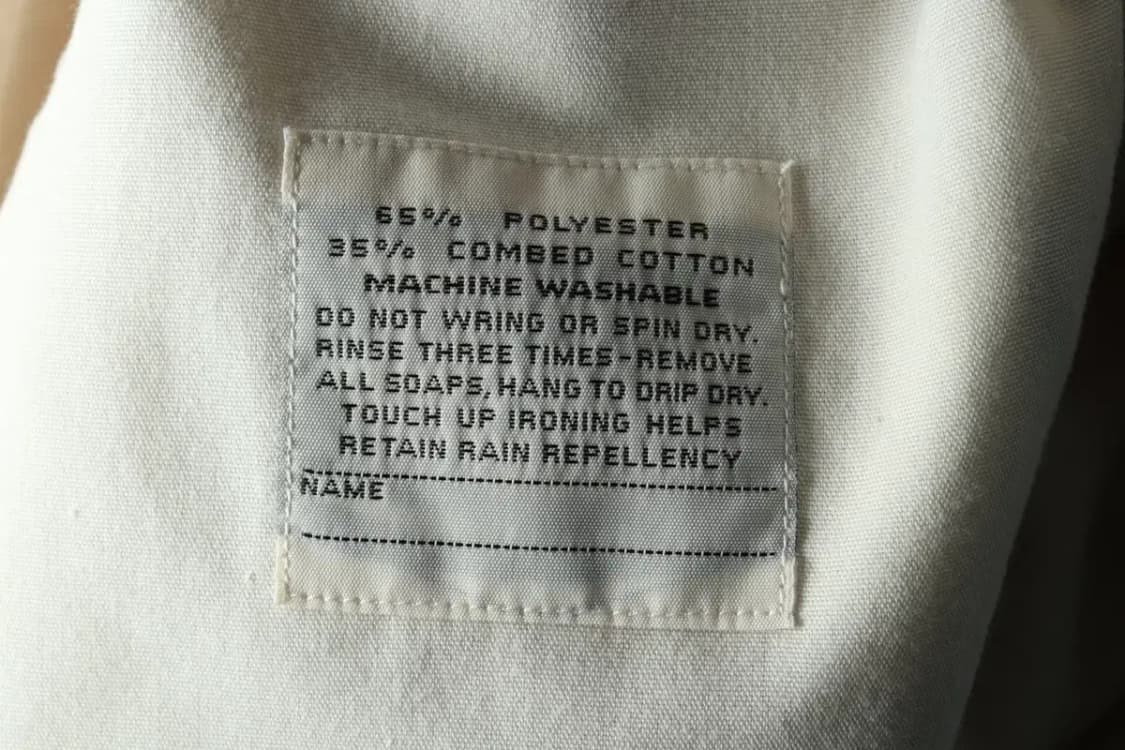 65% POLYESTER
35% COMBED COTTON
MACHINE WASHABLE
DO NOT WRING OR SPIN DRY.
RINSE THREE TIMES-REMOVE
ALL SOAPS, HANG TO DRIP DRY.
TOUCH UP IRONING HELPS
RETAIN RAIN REPELLENCY
NAME